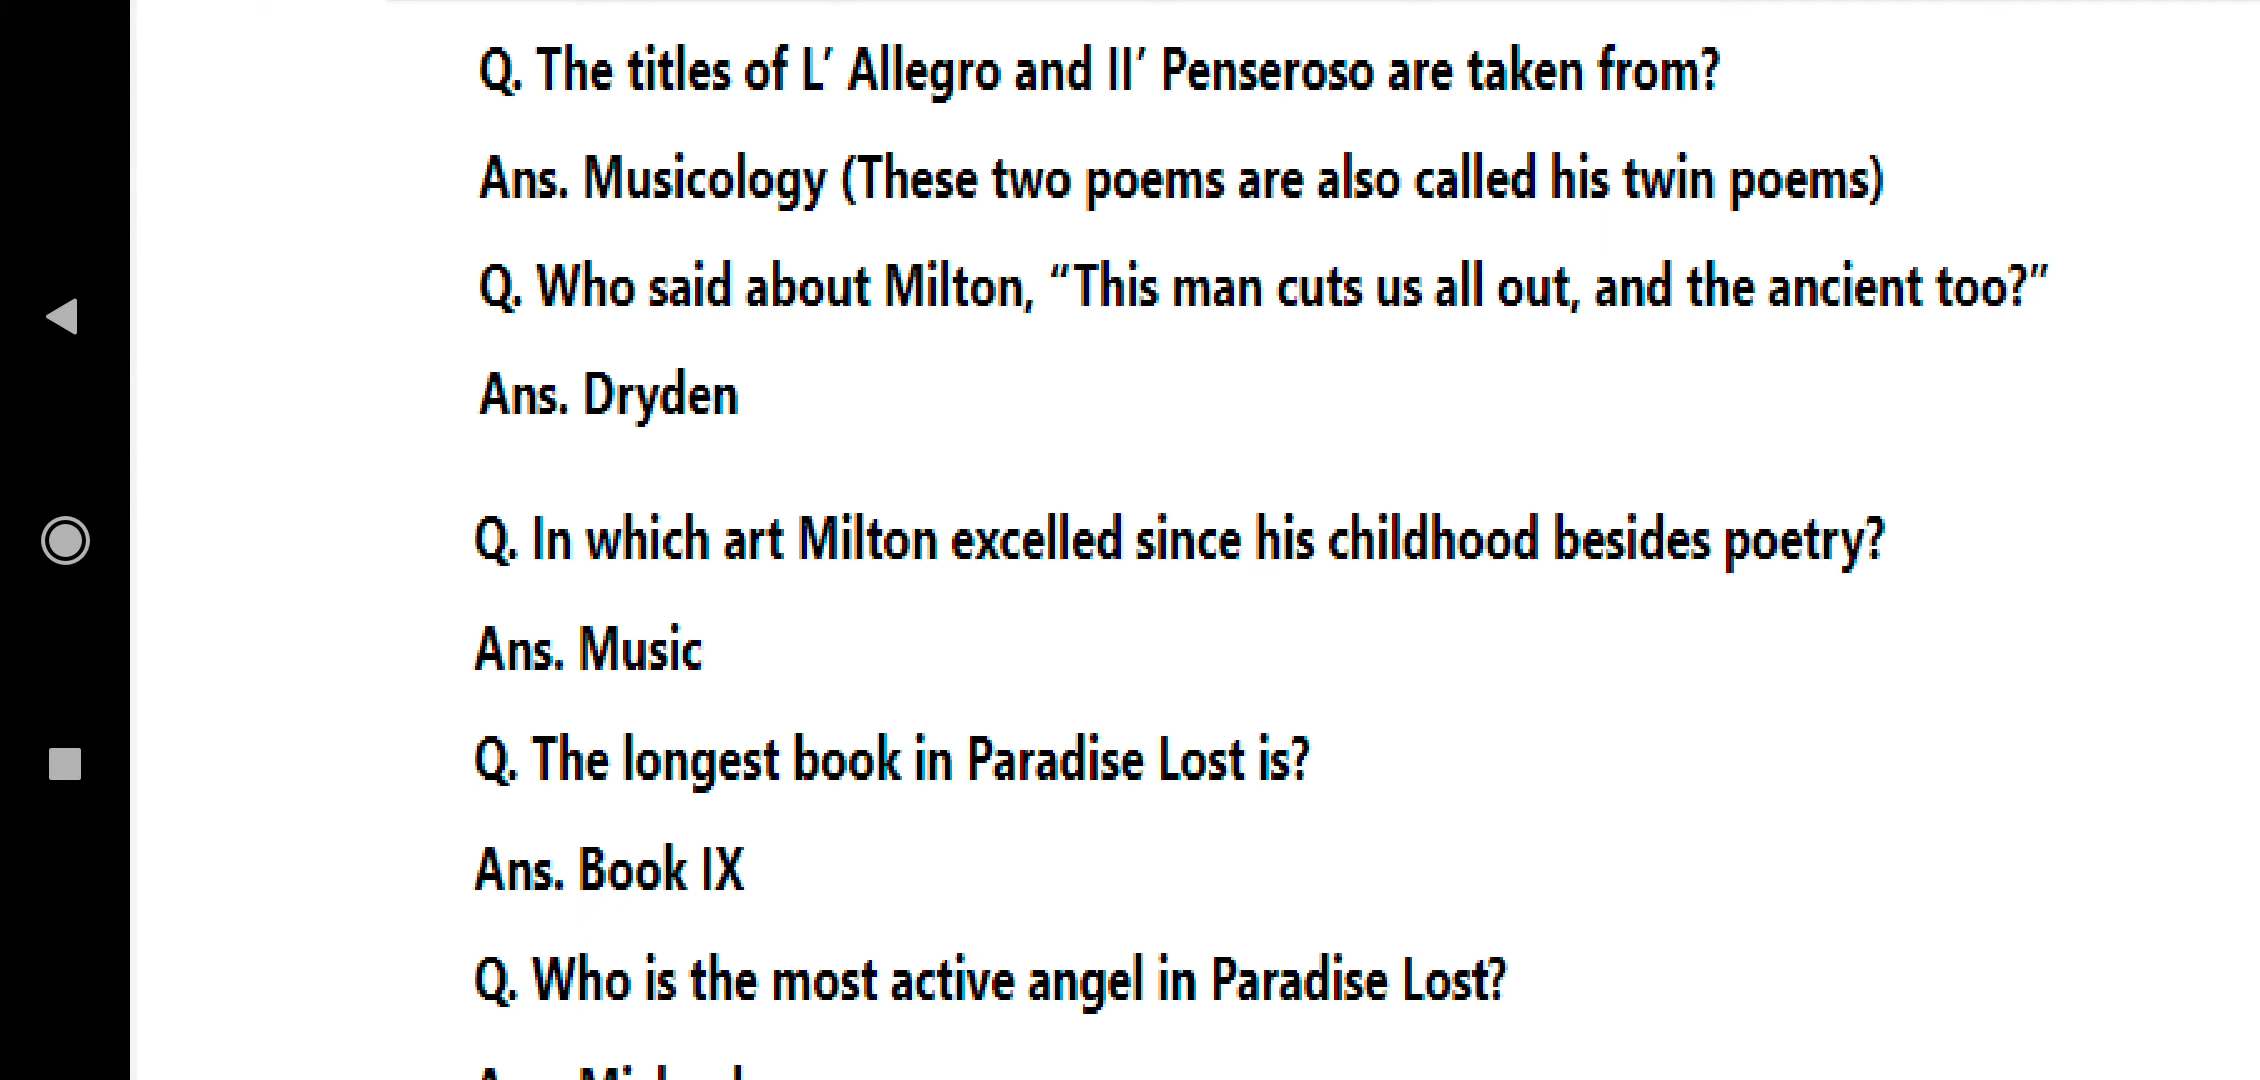 Q. The titles of L’ Allegro and II’ Penseroso are taken from?
Ans. Musicology (These two poems are also called his twin poems)
Q. Who said about Milton, “This man cuts us all out, and the ancient too?”
Ans. Dryden
Q. In which art Milton excelled since his childhood besides poetry?
Ans. Music
Q. The longest book in Paradise Lost is?
Ans. Book IX
Q. Who is the most active angel in Paradise Lost?